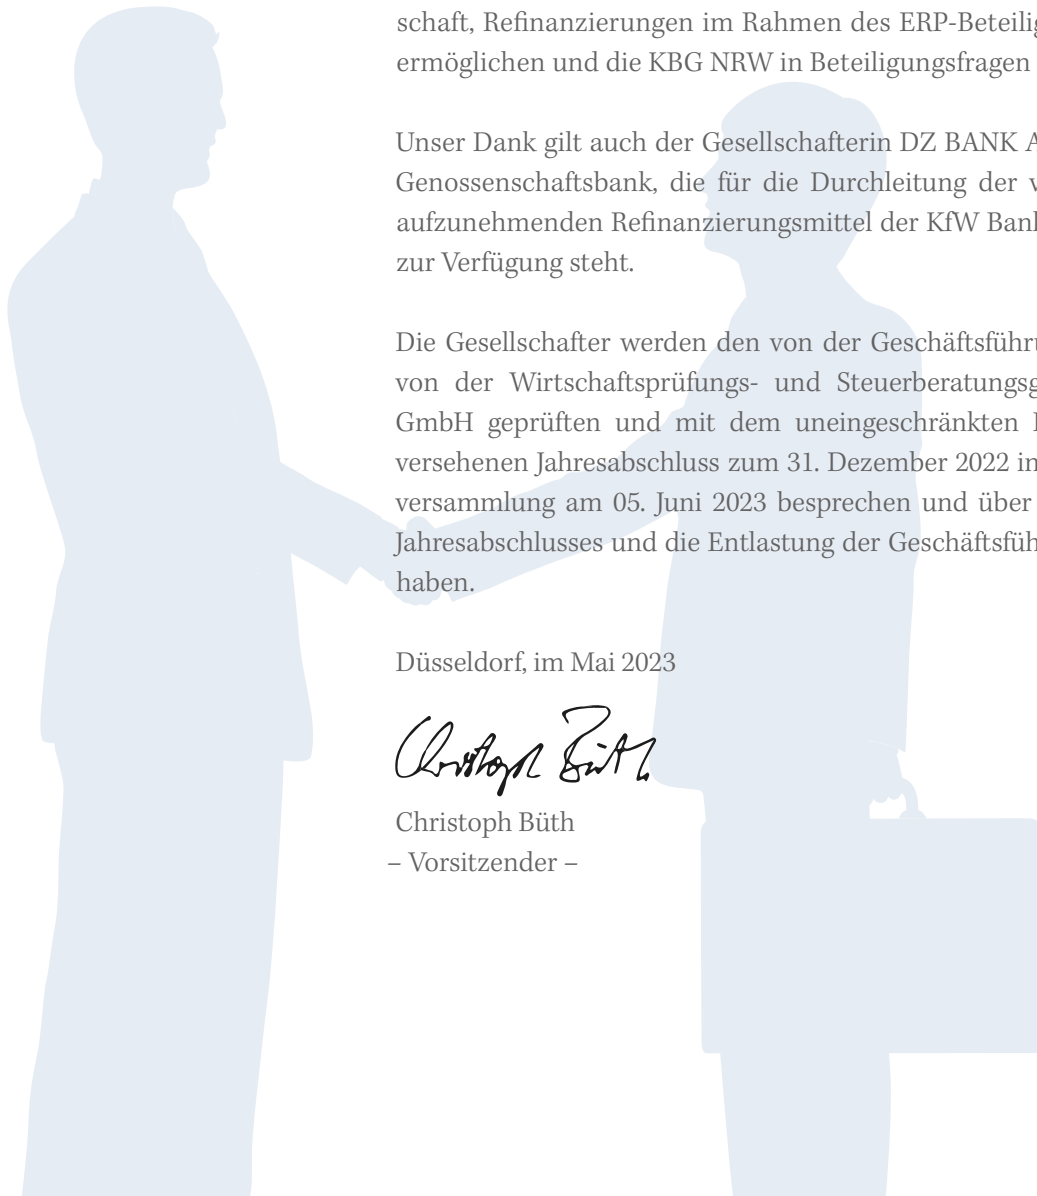 schaft, Refinanzierungen im Rahmen des ERP-Beteilig
ermöglichen und die KBG NRW in Beteiligungsfragen
Unser Dank gilt auch der Gesellschafterin DZ BANK A
Genossenschaftsbank, die für die Durchleitung der v
aufzunehmenden Refinanzierungsmittel der KfW Bank
zur Verfügung steht.
Die Gesellschafter werden den von der Geschäftsführu
von der Wirtschaftsprüfungs- und Steuerberatungsg
GmbH geprüften und mit dem uneingeschränkten
versehenen Jahresabschluss zum 31. Dezember 2022 in
versammlung am 05. Juni 2023 besprechen und über
Jahresabschlusses und die Entlastung der Geschäftsfüh
haben.
Düsseldorf, im Mai 2023
Christoph Büth
Christoph Büth
– Vorsitzender –